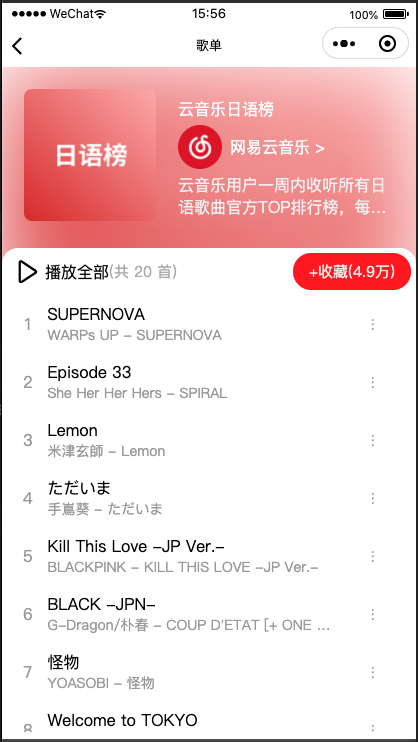 ●●●●● WeChat 15:56 100%
歌单
日语榜
云音乐日语榜
网易云音乐 >
云音乐用户一周内收听所有日
语歌曲官方TOP排行榜，每...
播放全部(共 20 首)
+收藏(4.9万)
1 SUPERNOVA
WARPs UP - SUPERNOVA
2 Episode 33
She Her Her Hers - SPIRAL
3 Lemon
米津玄師 - Lemon
4 ただいま
手嶌葵 - ただいま
5 Kill This Love -JP Ver.-
BLACKPINK - KILL THIS LOVE -JP Ver.-
6 BLACK -JPN-
G-Dragon/朴春 - COUP D'ETAT [+ ONE ...
7 怪物
YOASOBI - 怪物
8 Welcome to TOKYO